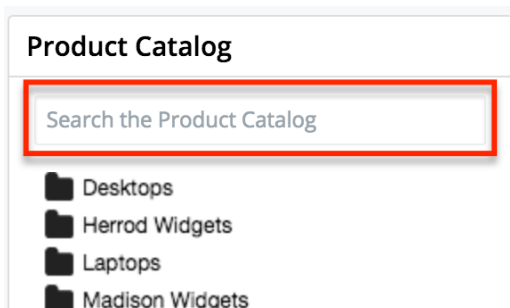 Product Catalog
Search the Product Catalog
Desktops
Herrod Widgets
Laptops
Madison Widgets